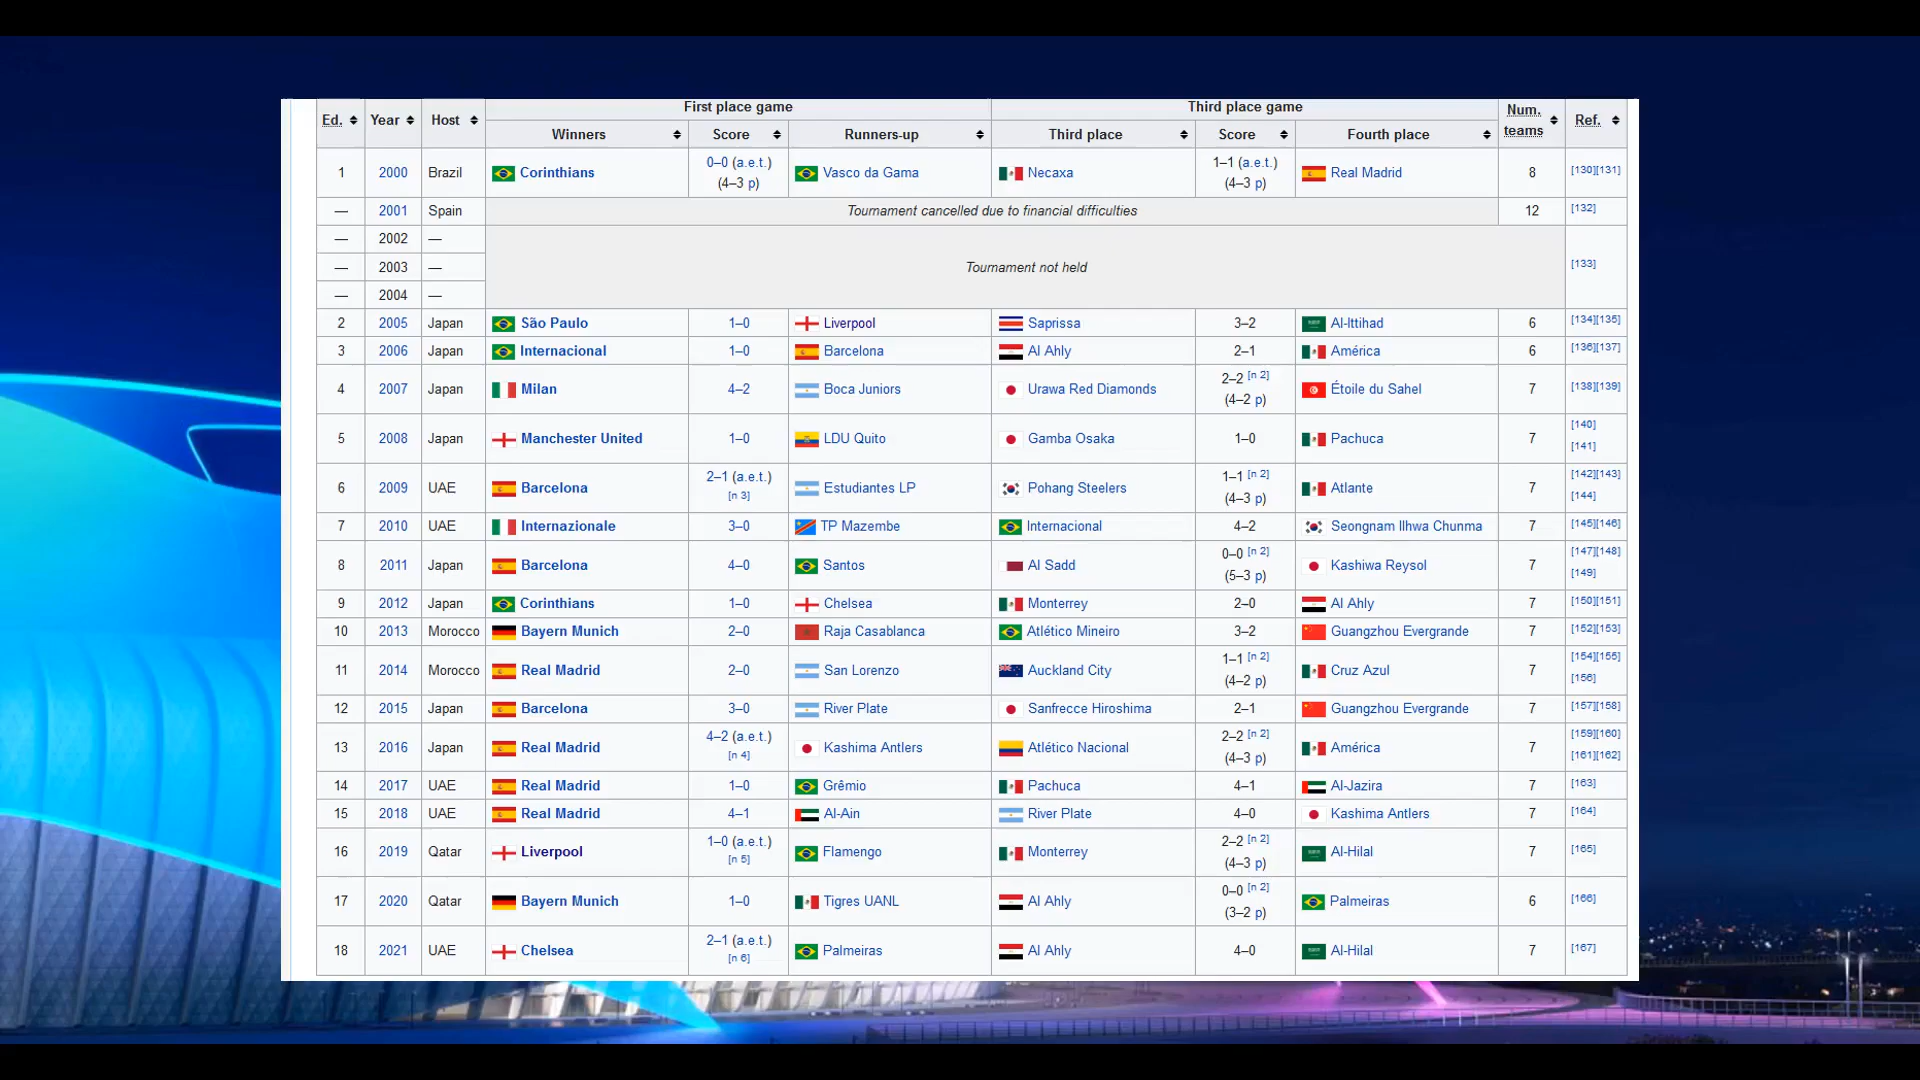 First place game Third place game
Ed. Year Host Winners Score Runners-up Third place Score Fourth place Num. teams Ref.
1 2000 Brazil Corinthians 0–0 (a.e.t.) (4–3 p) Vasco da Gama Necaxa 1–1 (a.e.t.) (4–3 p) Real Madrid 8 [130][131]
— 2001 Spain Tournament cancelled due to financial difficulties 12 [132]
— 2002 —
— 2003 — Tournament not held [133]
— 2004 —
2 2005 Japan São Paulo 1–0 Liverpool Saprissa 3–2 Al-Ittihad 6 [134][135]
3 2006 Japan Internacional 1–0 Barcelona Al Ahly 2–1 América 6 [136][137]
4 2007 Japan Milan 4–2 Boca Juniors Urawa Red Diamonds 2–2 [n 2] (4–2 p) Étoile du Sahel 7 [138][139]
5 2008 Japan Manchester United 1–0 LDU Quito Gamba Osaka 1–0 Pachuca 7 [140] [141]
6 2009 UAE Barcelona 2–1 (a.e.t.) [n 3] Estudiantes LP Pohang Steelers 1–1 [n 2] (4–3 p) Atlante 7 [142][143] [144]
7 2010 UAE Internazionale 3–0 TP Mazembe Internacional 4–2 Seongnam Ilhwa Chunma 7 [145][146]
8 2011 Japan Barcelona 4–0 Santos Al Sadd 0–0 [n 2] (5–3 p) Kashiwa Reysol 7 [147][148] [149]
9 2012 Japan Corinthians 1–0 Chelsea Monterrey 2–0 Al Ahly 7 [150][151]
10 2013 Morocco Bayern Munich 2–0 Raja Casablanca Atlético Mineiro 3–2 Guangzhou Evergrande 7 [152][153]
11 2014 Morocco Real Madrid 2–0 San Lorenzo Auckland City 1–1 [n 2] (4–2 p) Cruz Azul 7 [154][155] [156]
12 2015 Japan Barcelona 3–0 River Plate Sanfrecce Hiroshima 2–1 Guangzhou Evergrande 7 [157][158]
13 2016 Japan Real Madrid 4–2 (a.e.t.) [n 4] Kashima Antlers Atlético Nacional 2–2 [n 2] (4–3 p) América 7 [159][160] [161][162]
14 2017 UAE Real Madrid 1–0 Grêmio Pachuca 4–1 Al-Jazira 7 [163]
15 2018 UAE Real Madrid 4–1 Al-Ain River Plate 4–0 Kashima Antlers 7 [164]
16 2019 Qatar Liverpool 1–0 (a.e.t.) [n 5] Flamengo Monterrey 2–2 [n 2] (4–3 p) Al-Hilal 7 [165]
17 2020 Qatar Bayern Munich 1–0 Tigres UANL Al Ahly 0–0 [n 2] (3–2 p) Palmeiras 6 [166]
18 2021 UAE Chelsea 2–1 (a.e.t.) [n 6] Palmeiras Al Ahly 4–0 Al-Hilal 7 [167]